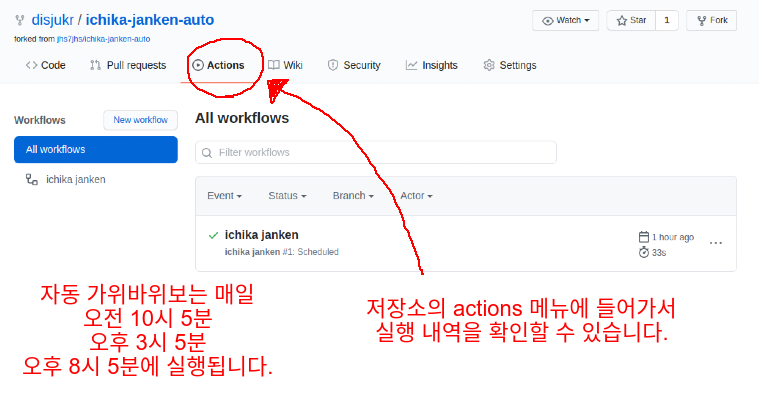 disjukr / ichika-janken-auto
Watch
Star 1
Fork
forked from jhs7jhs/ichika-janken-auto
Code
Pull requests
Actions
Wiki
Security
Insights
Settings
Workflows
New workflow
All workflows
ichika janken
All workflows
Filter workflows
Event
Status
Branch
Actor
ichika janken
ichika janken #1: Scheduled
1 hour ago
33s
자동 가위바위보는 매일
오전 10시 5분
오후 3시 5분
오후 8시 5분에 실행됩니다.
저장소의 actions 메뉴에 들어가서
실행 내역을 확인할 수 있습니다.